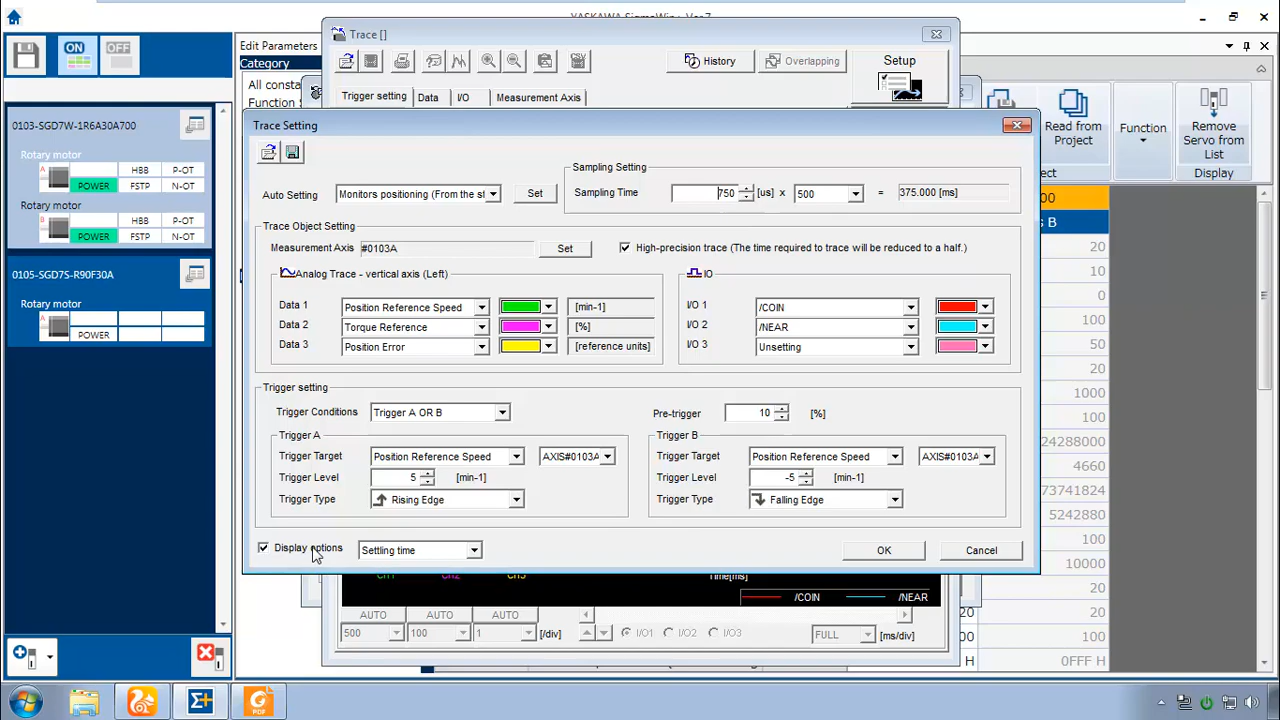 YASKAWA SigmaWin+ Ver.7
ON
OFF
0103-SGD7W-1R6A30A700
Rotary motor
A
HBB
P-OT
POWER
FSTP
N-OT
Rotary motor
B
HBB
P-OT
POWER
FSTP
N-OT
0105-SGD7S-R90F30A
Rotary motor
A
POWER
Edit Parameters
Category
All consta
Function S
Trace []
History
Overlapping
Setup
Trigger setting
Data
I/O
Measurement Axis
Read from
Project
Function
Remove
Servo from
List
ect
Display
Trace Setting
Auto Setting
Monitors positioning (From the st
Set
Sampling Setting
Sampling Time
750
[us]
x
500
=
375.000 [ms]
Trace Object Setting
Measurement Axis
#0103A
Set
High-precision trace (The time required to trace will be reduced to a half.)
Analog Trace - vertical axis (Left)
Data 1
Position Reference Speed
[min-1]
Data 2
Torque Reference
[%]
Data 3
Position Error
[reference units]
IO
I/O 1
/COIN
I/O 2
/NEAR
I/O 3
Unsetting
Trigger setting
Trigger Conditions
Trigger A OR B
Pre-trigger
10
[%]
Trigger A
Trigger Target
Position Reference Speed
AXIS#0103A
Trigger Level
5
[min-1]
Trigger Type
Rising Edge
Trigger B
Trigger Target
Position Reference Speed
AXIS#0103A
Trigger Level
-5
[min-1]
Trigger Type
Falling Edge
Display options
Settling time
OK
Cancel
Time[ms]
/COIN
/NEAR
AUTO
AUTO
AUTO
500
100
1
[/div]
I/O1
I/O2
I/O3
FULL
[ms/div]
00
s B
20
10
0
100
50
20
1000
100
24288000
4660
73741824
5242880
100
10000
20
20
100
0FFF H
00 H
PDF